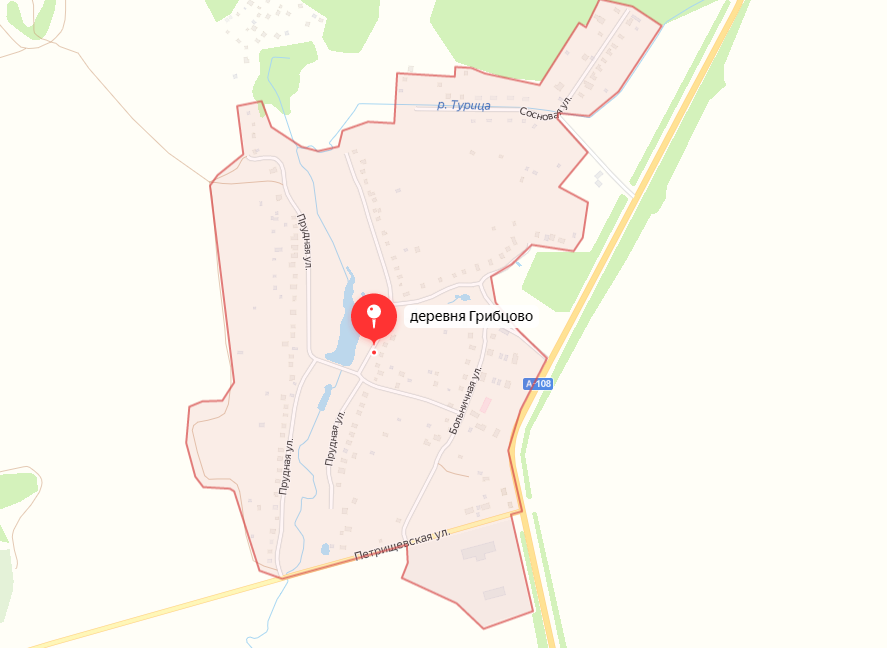 р. Турица
Сосновая ул.
Прудная ул.
деревня Грибцово
А-108
Больничная ул.
Прудная ул.
Прудная ул.
Петрищевская ул.